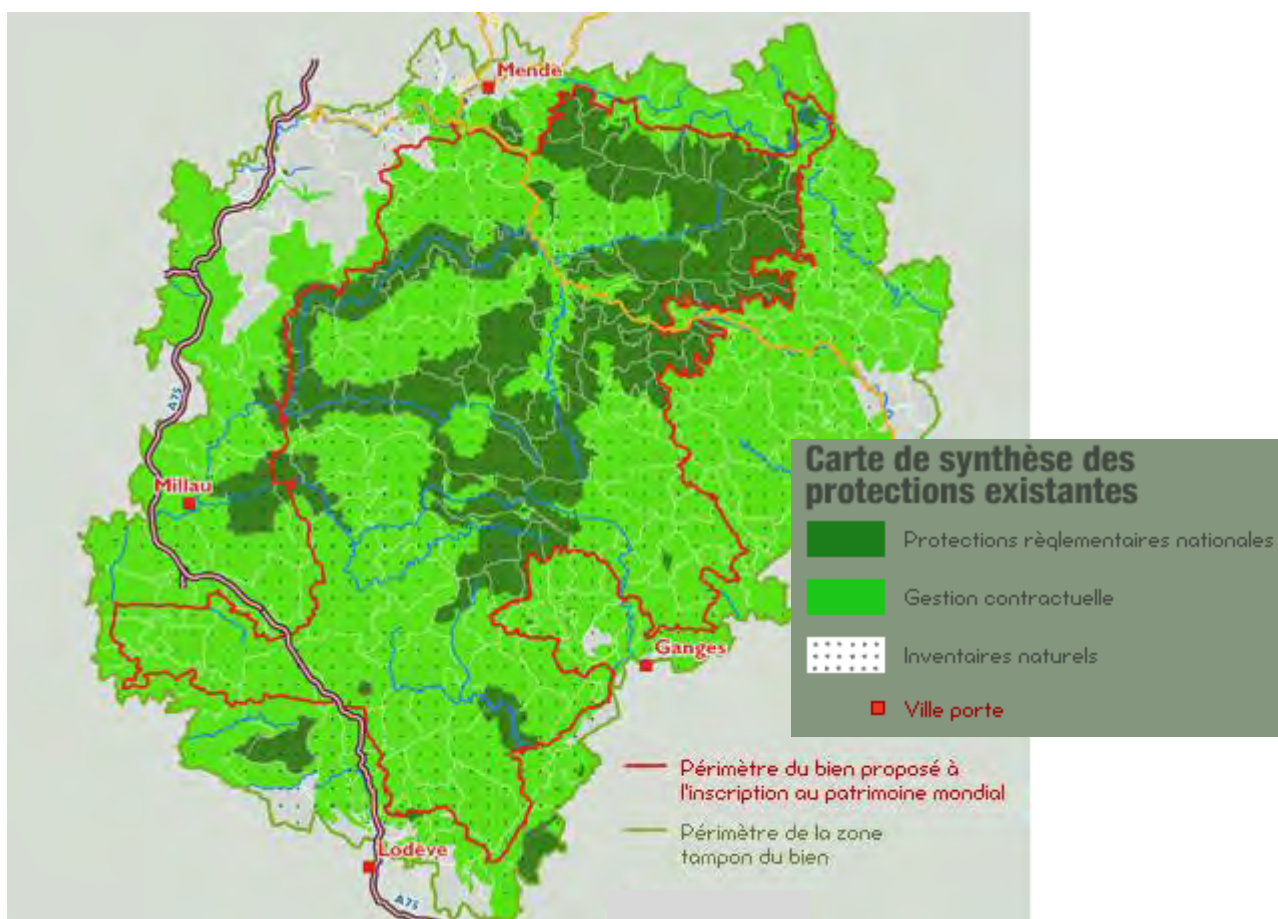 Mende
A75
Millau
Carte de synthèse des
protections existantes
Protections règlementaires nationales
Gestion contractuelle
Inventaires naturels
Ville porte
Ganges
Périmètre du bien proposé à
l'inscription au patrimoine mondial
Périmètre de la zone
tampon du bien
Lodève
A75